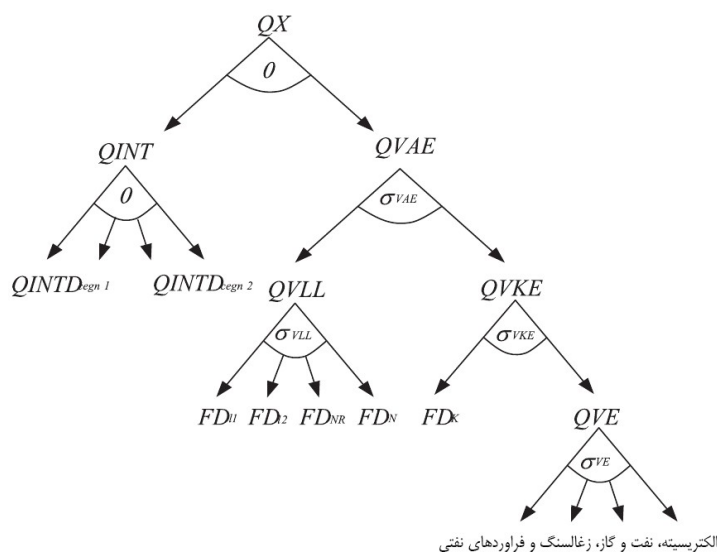 QX
0
QINT QVAE
0 σVAE
QINTDcegn 1 QINTDcegn 2 QVLL QVKE
σVLL σVKE
FDl1 FDl2 FDNR FDN FDK QVE
σVE
الکتریسیته، نفت و گاز، زغالسنگ و فراوردهای نفتی